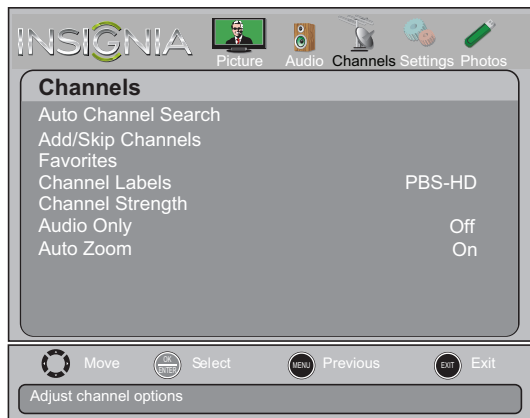 INSIGNIA
Picture Audio Channels Settings Photos
Channels
Auto Channel Search
Add/Skip Channels
Favorites
Channel Labels PBS-HD
Channel Strength
Audio Only Off
Auto Zoom On
Move OK ENTER Select MENU Previous EXIT Exit
Adjust channel options